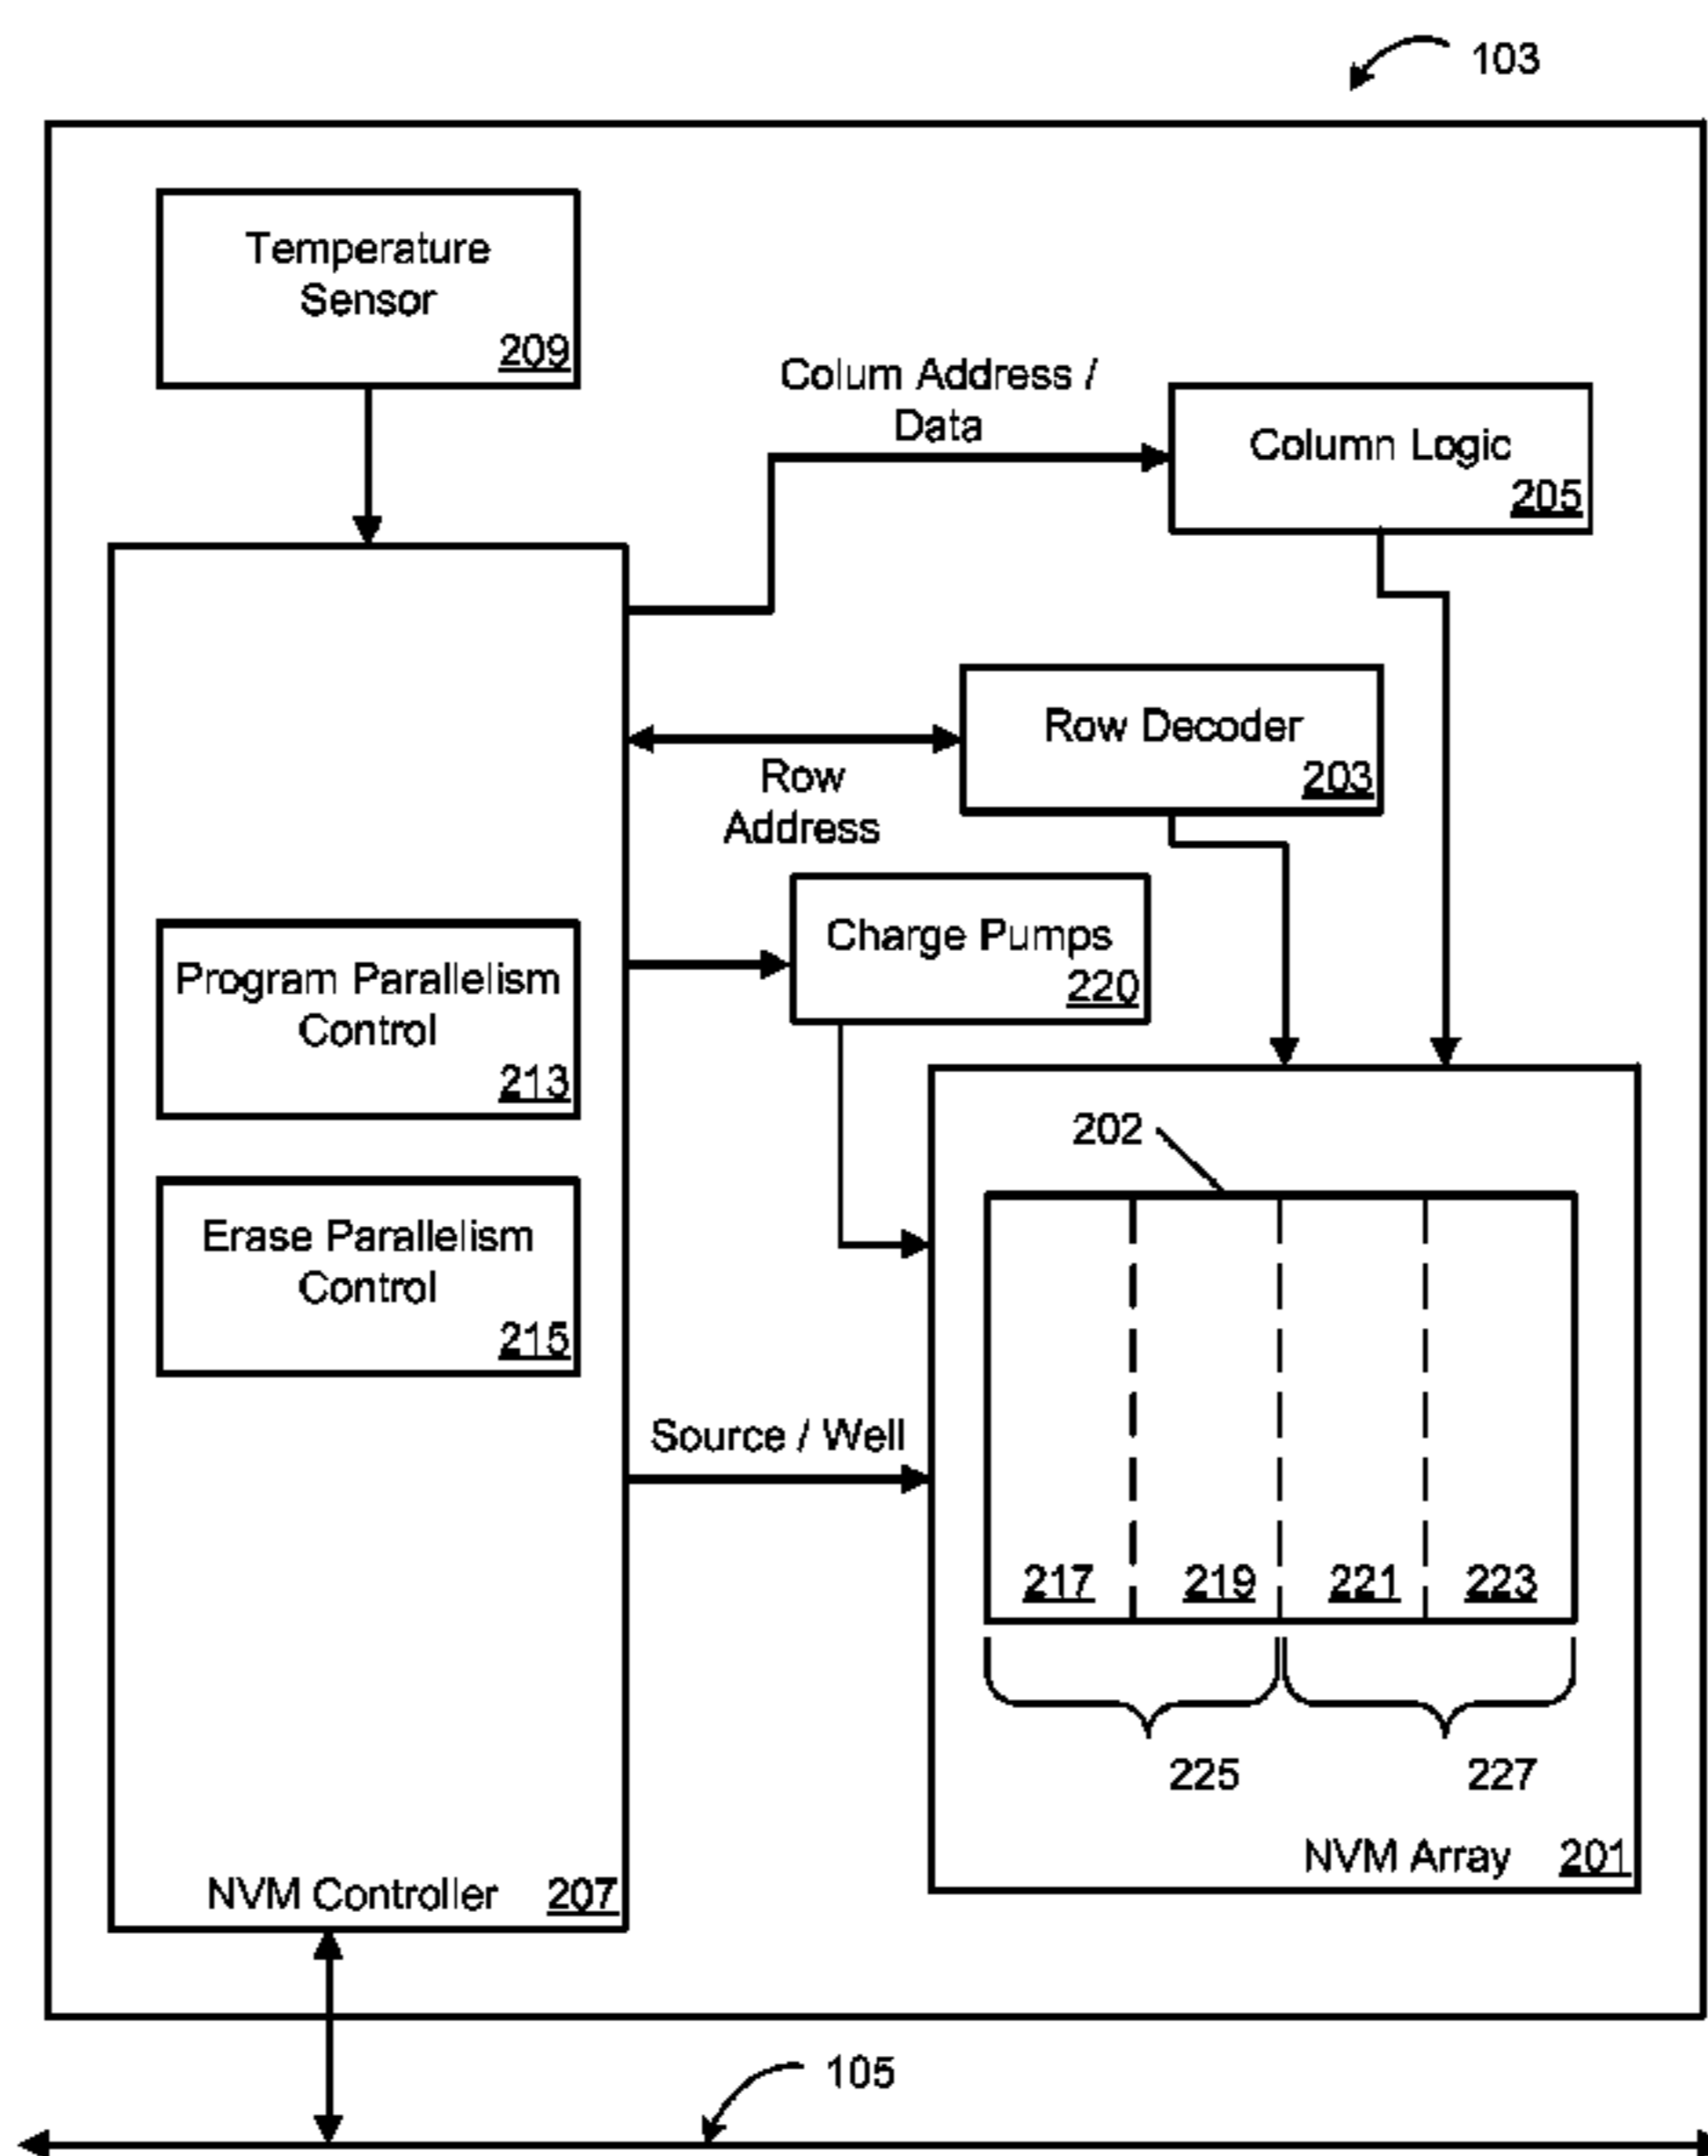 103
Temperature
Sensor
209
Colum Address /
Data
Column Logic
205
Row Decoder
203
Row
Address
Charge Pumps
220
Program Parallelism
Control
213
202
Erase Parallelism
Control
215
Source / Well
217 219 221 223
225 227
NVM Array 201
NVM Controller 207
105